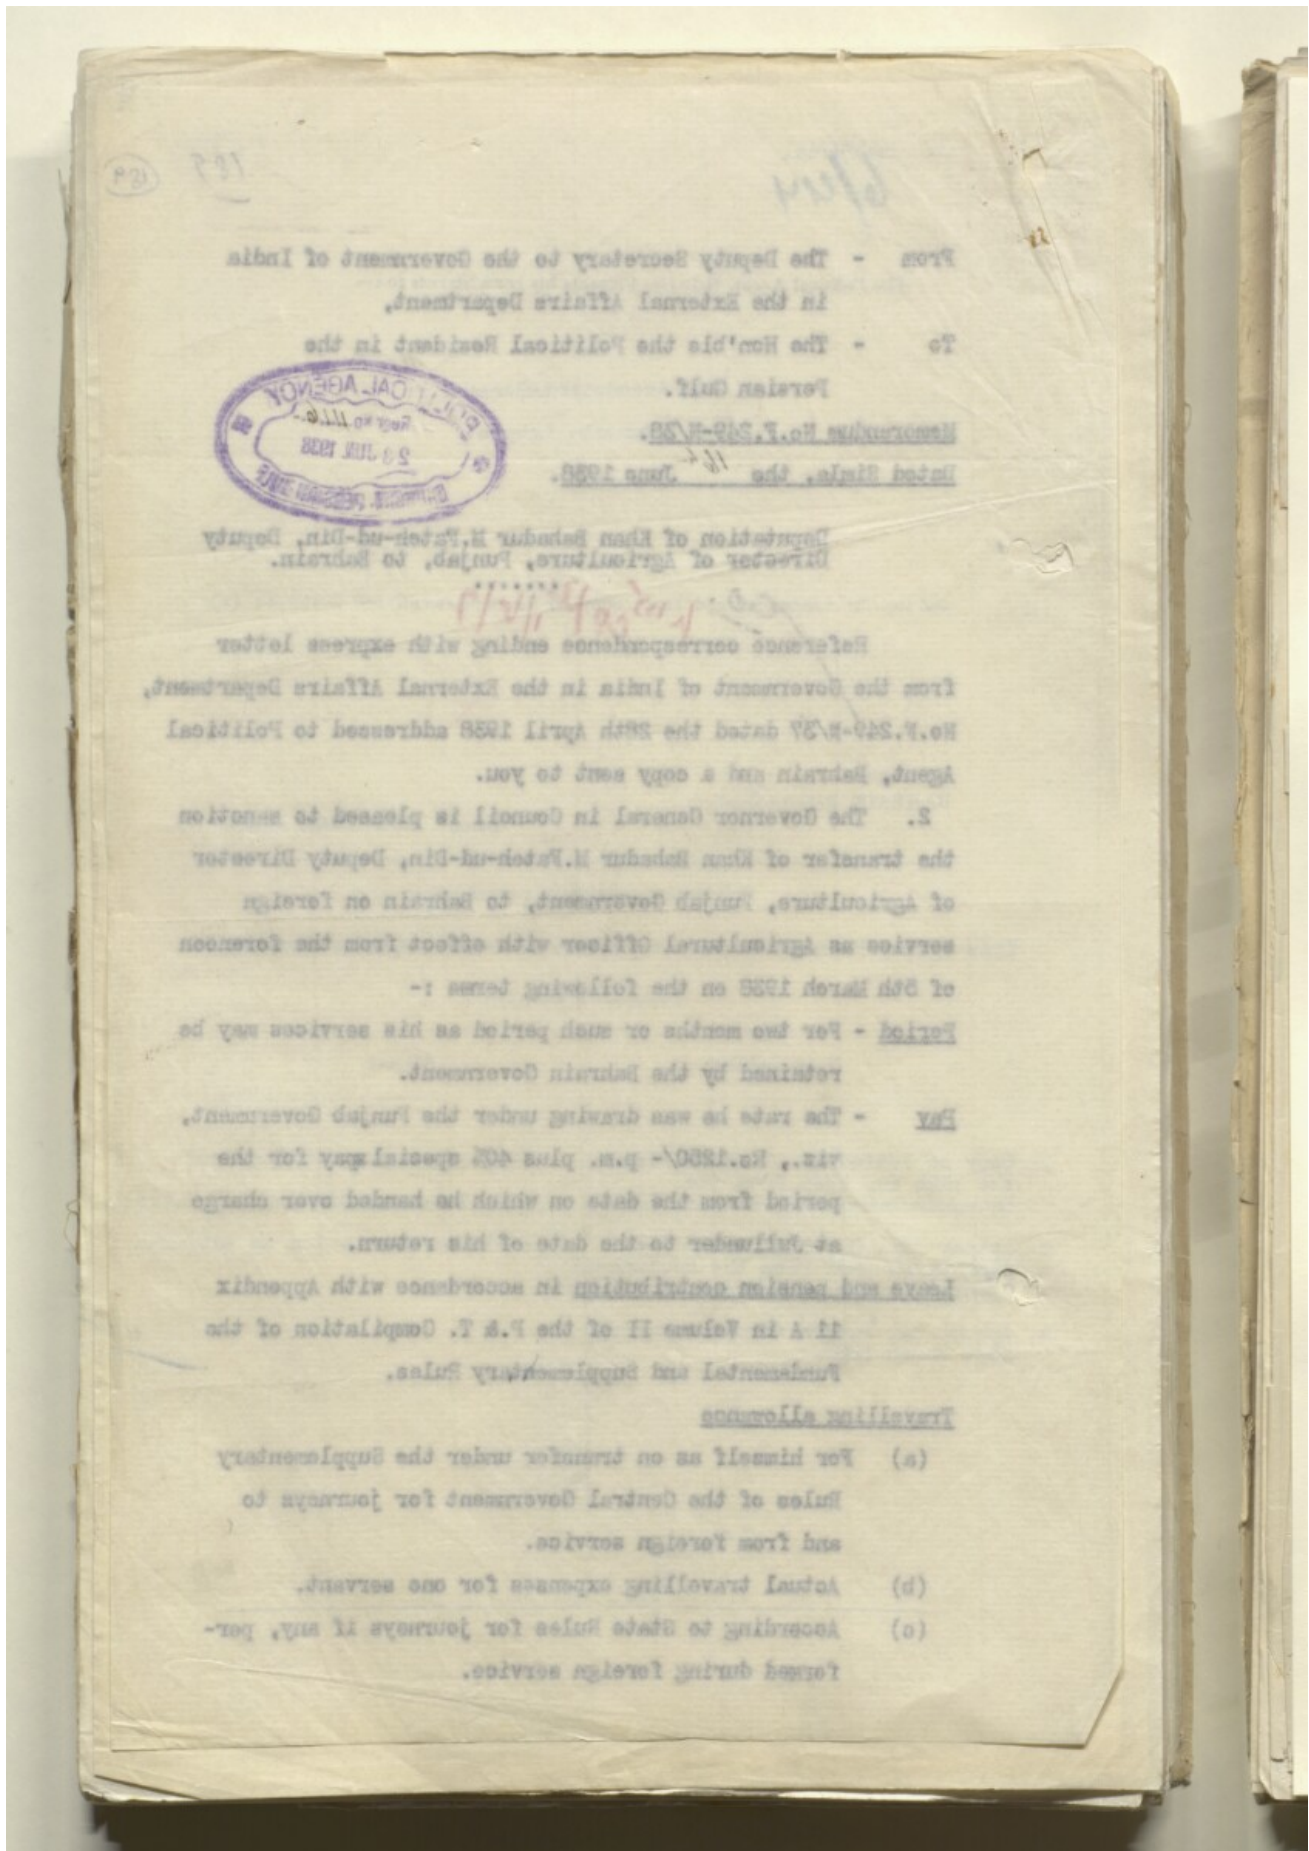 189
From - The Deputy Secretary to the Government of India
in the External Affairs Department,
To - The Hon'ble the Political Resident in the
Persian Gulf.
POLITICAL AGENCY
23 JUN 1938
Memorandum No.F.249-N/38.
Dated Simla, the 16th June 1938.
Deputation of Khan Bahadur M.Fateh-ud-Din, Deputy
Director of Agriculture, Punjab, to Bahrain.
Reference correspondence ending with express letter
from the Government of India in the External Affairs Department,
No.F.249-N/37 dated the 28th April 1938 addressed to Political
Agent, Bahrain and a copy sent to you.
2. The Governor General in Council is pleased to sanction
the transfer of Khan Bahadur M.Fateh-ud-Din, Deputy Director
of Agriculture, Punjab Government, to Bahrain on foreign
service as Agricultural Officer with effect from the forenoon
of 5th March 1938 on the following terms :-
Period - For two months or such period as his services may be
retained by the Bahrain Government.
Pay - The rate he was drawing under the Punjab Government,
viz., Rs.1250/- p.m. plus 40% special pay for the
period from the date on which he handed over charge
at Jullunder to the date of his return.
Leave and pension contribution in accordance with Appendix
11 A in Volume II of the P.& T. Compilation of the
Fundamental and Supplementary Rules.
Travelling allowance
(a) For himself as on transfer under the Supplementary
Rules of the Central Government for journeys to
and from foreign service.
(b) Actual travelling expenses for one servant.
(c) According to State Rules for journeys if any, per-
formed during foreign service.